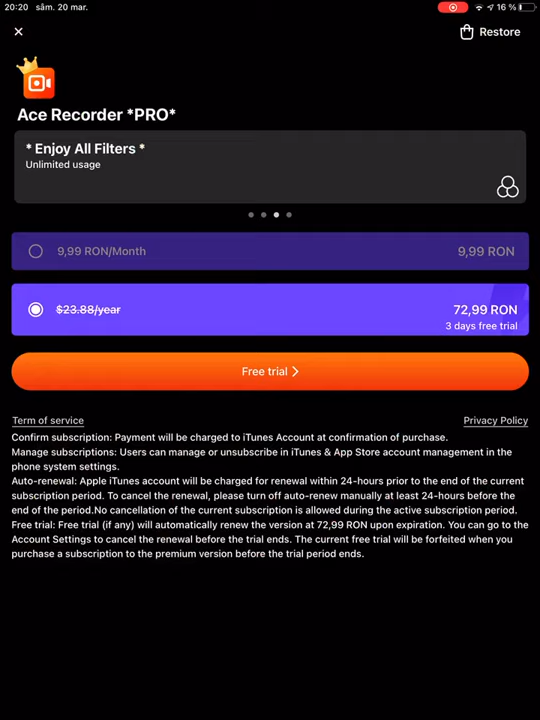 20:20 sâm. 20 mar. 16 %
Restore
Ace Recorder *PRO*
* Enjoy All Filters *
Unlimited usage
9,99 RON/Month 9,99 RON
$23.88/year 72,99 RON
3 days free trial
Free trial
Term of service Privacy Policy
Confirm subscription: Payment will be charged to iTunes Account at confirmation of purchase.
Manage subscriptions: Users can manage or unsubscribe in iTunes & App Store account management in the
phone system settings.
Auto-renewal: Apple iTunes account will be charged for renewal within 24-hours prior to the end of the current
subscription period. To cancel the renewal, please turn off auto-renew manually at least 24-hours before the
end of the period.No cancellation of the current subscription is allowed during the active subscription period.
Free trial: Free trial (if any) will automatically renew the version at 72,99 RON upon expiration. You can go to the
Account Settings to cancel the renewal before the trial ends. The current free trial will be forfeited when you
purchase a subscription to the premium version before the trial period ends.